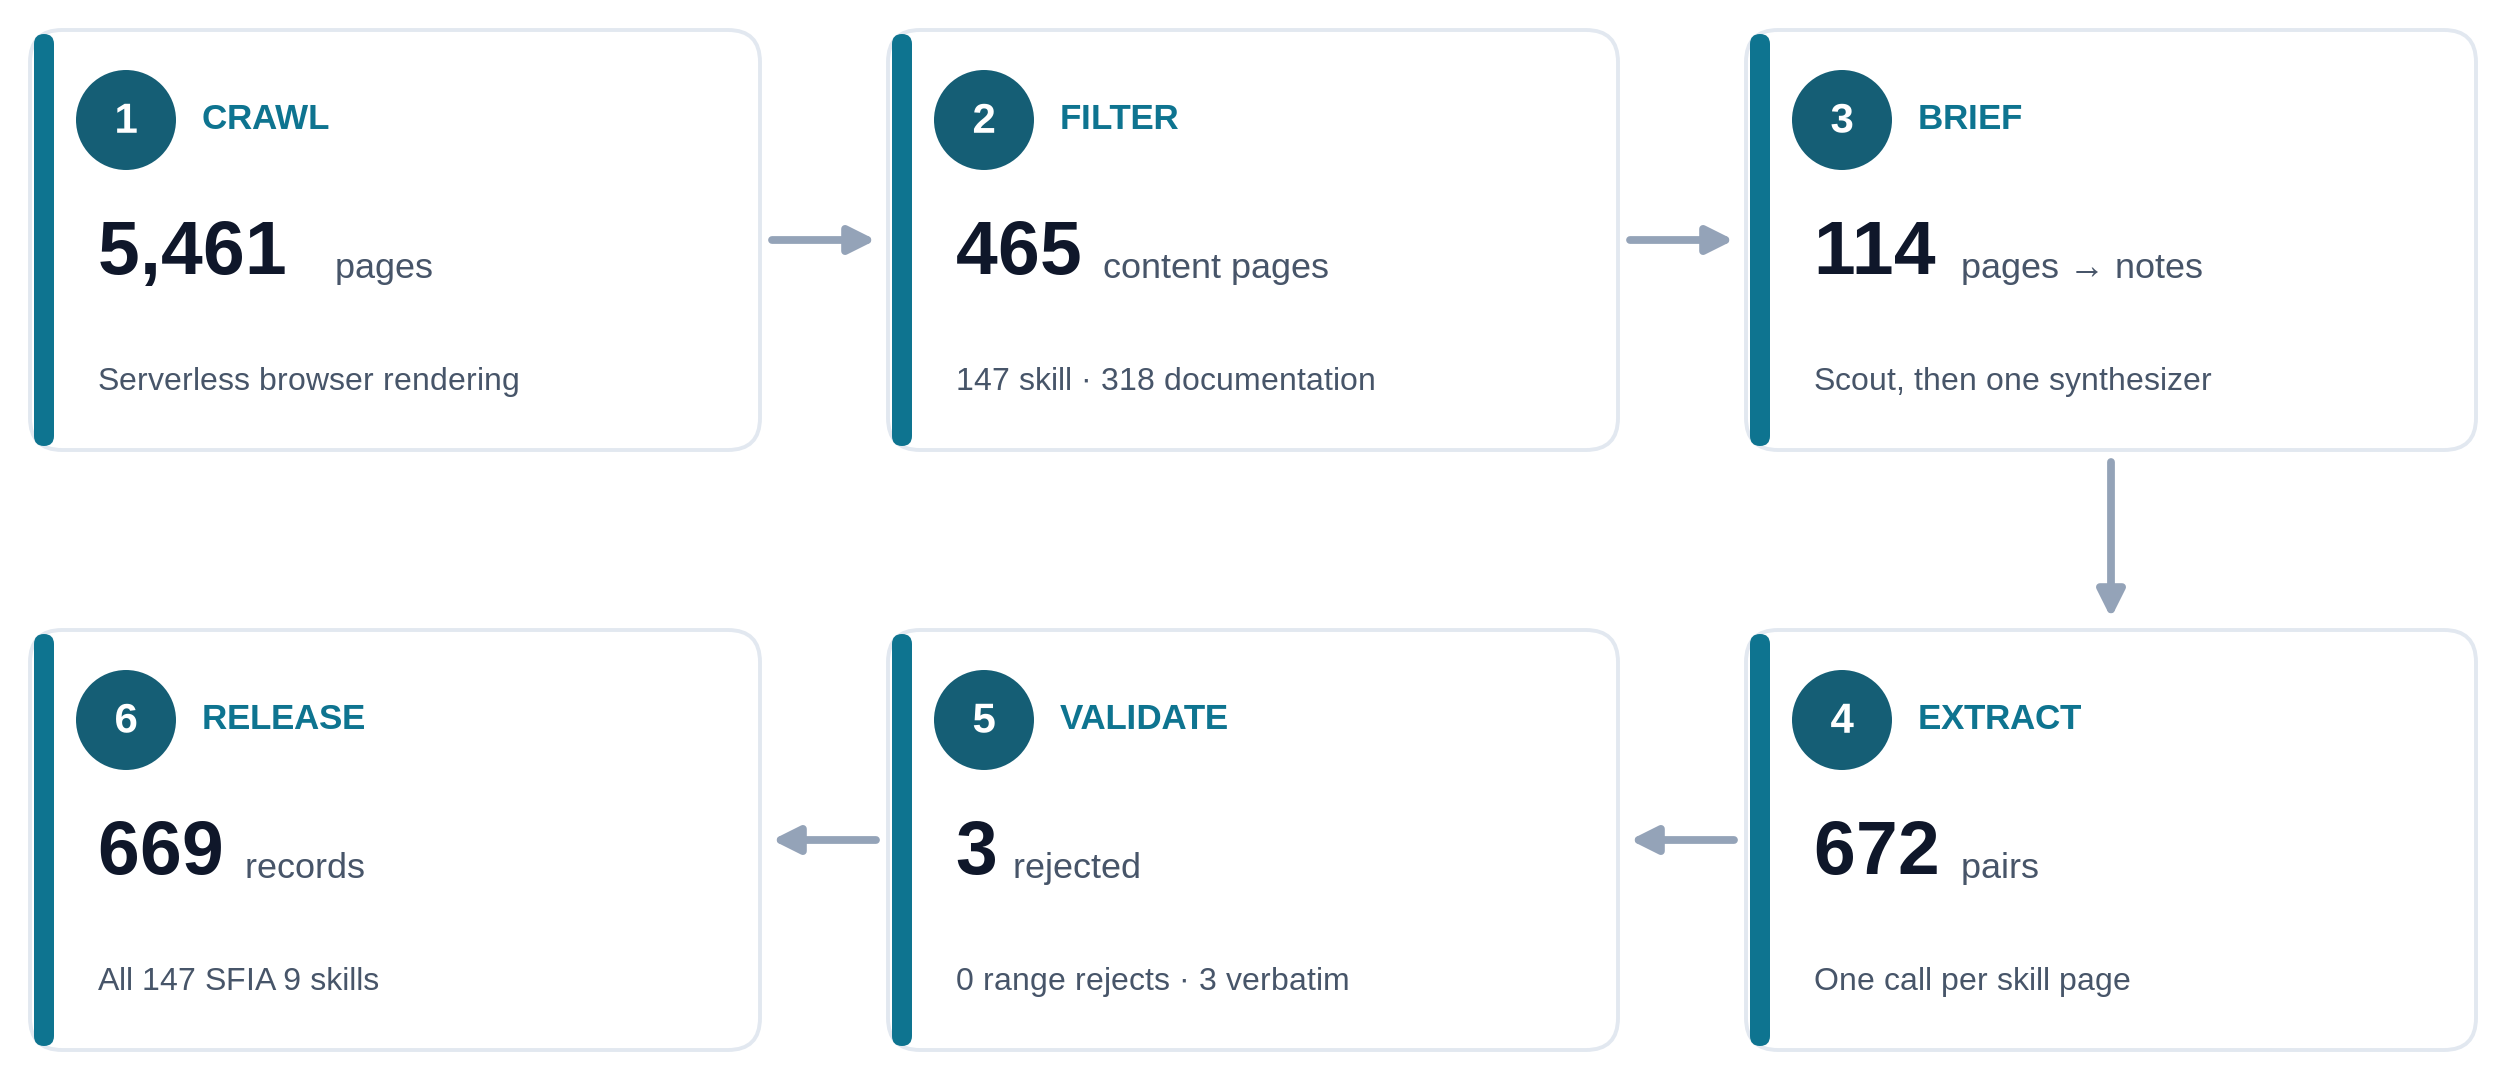 1 CRAWL
5,461 pages
Serverless browser rendering
2 FILTER
465 content pages
147 skill · 318 documentation
3 BRIEF
114 pages → notes
Scout, then one synthesizer
4 EXTRACT
672 pairs
One call per skill page
5 VALIDATE
3 rejected
0 range rejects · 3 verbatim
6 RELEASE
669 records
All 147 SFIA 9 skills